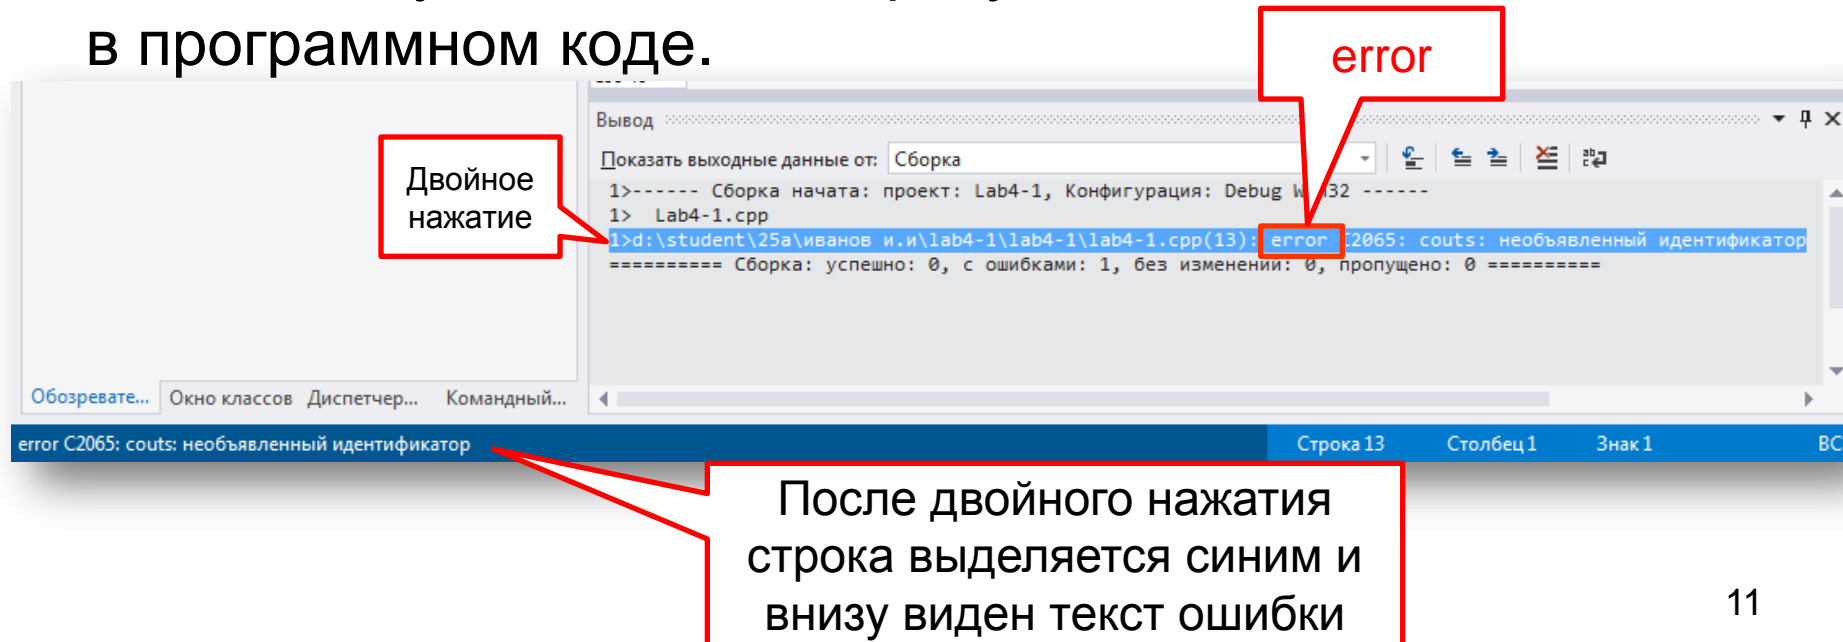 в программном коде.
error
Вывод
Показать выходные данные от: Сборка
Двойное
нажатие
1>------ Сборка начата: проект: Lab4-1, Конфигурация: Debug Win32 ------
1> Lab4-1.cpp
1>d:\student\25а\иванов и.и\lab4-1\lab4-1\lab4-1.cpp(13): error C2065: couts: необъявленный идентификатор
========== Сборка: успешно: 0, с ошибками: 1, без изменений: 0, пропущено: 0 ==========
Обозревате... Окно классов Диспетчер... Командный...
error C2065: couts: необъявленный идентификатор
Строка 13 Столбец 1 Знак 1
После двойного нажатия
строка выделяется синим и
внизу виден текст ошибки
11